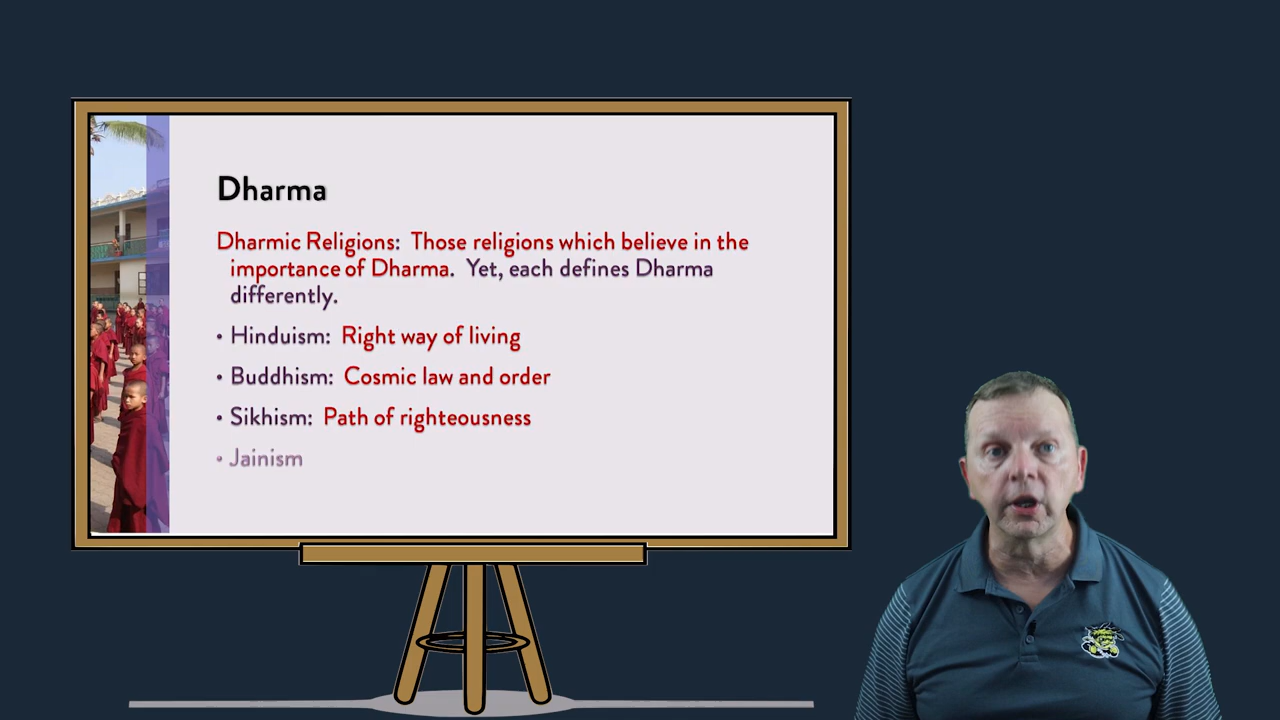 Dharma
Dharmic Religions: Those religions which believe in the
importance of Dharma. Yet, each defines Dharma
differently.
• Hinduism: Right way of living
• Buddhism: Cosmic law and order
• Sikhism: Path of righteousness
• Jainism